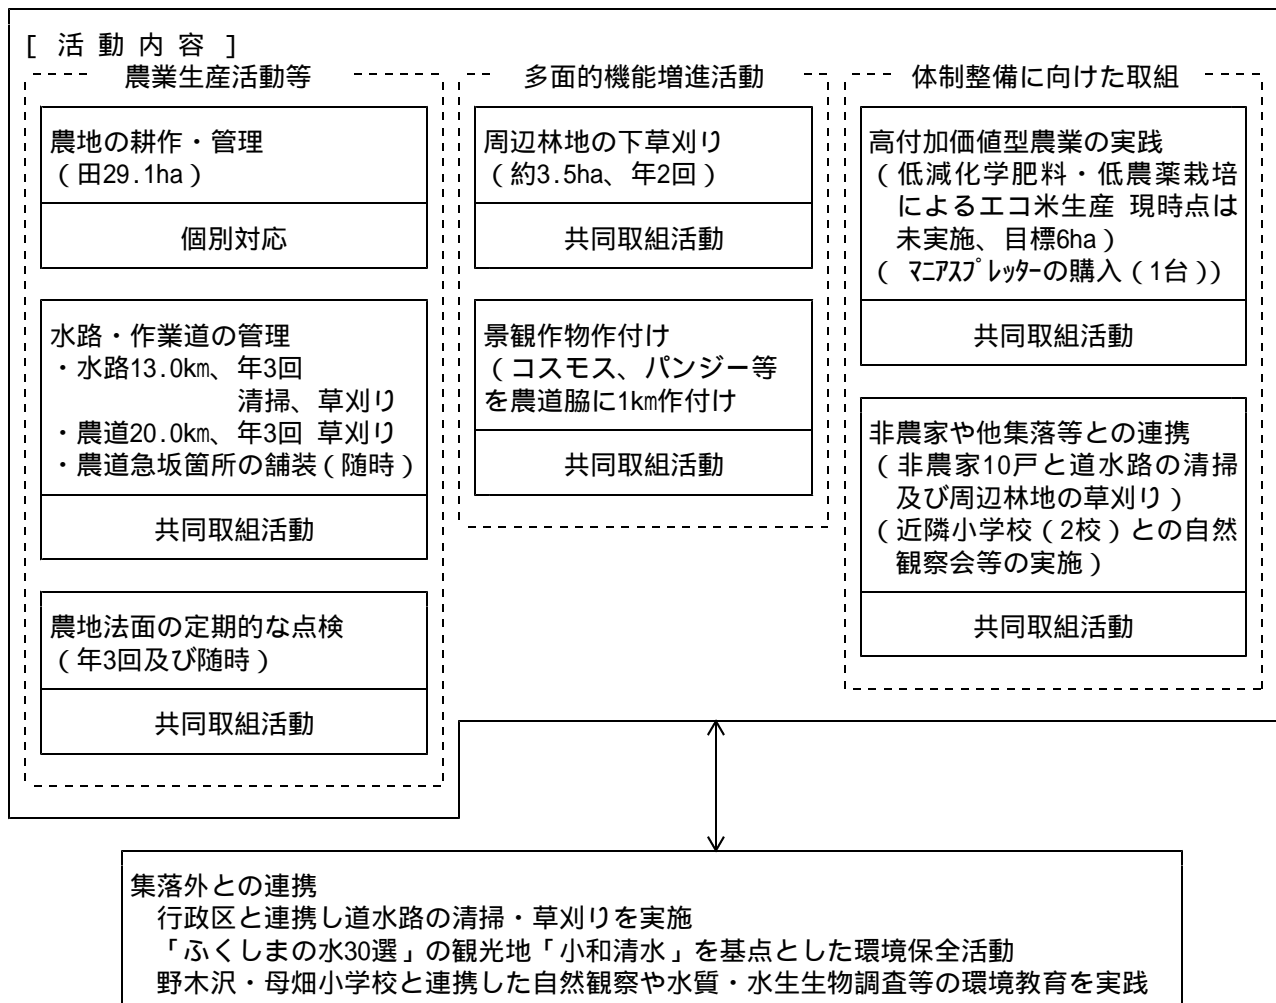 [ 活 動 内 容 ]
農業生産活動等
農地の耕作・管理
（田29.1ha）
個別対応
水路・作業道の管理
・水路13.0㎞、年3回
清掃、草刈り
・農道20.0㎞、年3回 草刈り
・農道急坂箇所の舗装（随時）
共同取組活動
農地法面の定期的な点検
（年3回及び随時）
共同取組活動
多面的機能増進活動
周辺林地の下草刈り
（約3.5ha、年2回）
共同取組活動
景観作物作付け
（コスモス、パンジー等
を農道脇に1㎞作付け
共同取組活動
体制整備に向けた取組
高付加価値型農業の実践
（低減化学肥料・低農薬栽培
によるエコ米生産 現時点は
未実施、目標6ha）
（ ﾏﾆｱｽﾌﾟﾚｯﾀｰの購入（1台））
共同取組活動
非農家や他集落等との連携
（非農家10戸と道水路の清掃
及び周辺林地の草刈り）
（近隣小学校（2校）との自然
観察会等の実施）
共同取組活動
集落外との連携
行政区と連携し道水路の清掃・草刈りを実施
「ふくしまの水30選」の観光地「小和清水」を基点とした環境保全活動
野木沢・母畑小学校と連携した自然観察や水質・水生生物調査等の環境教育を実践